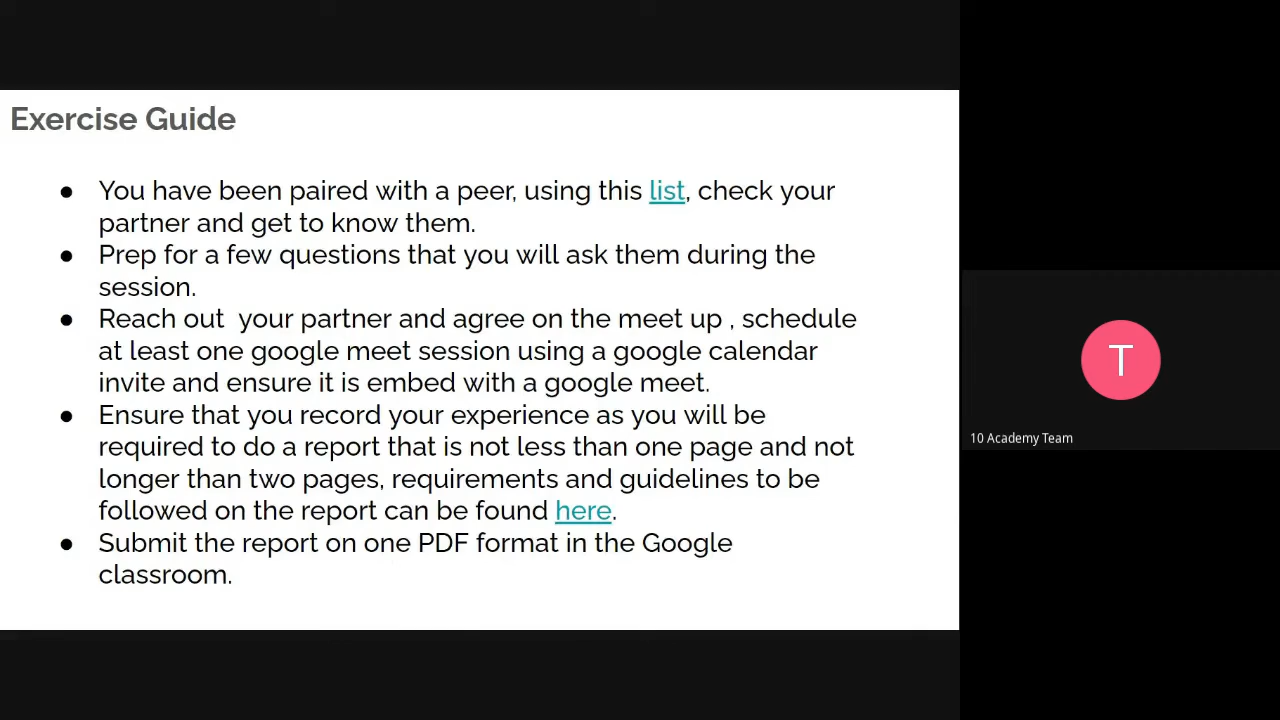 Exercise Guide
● You have been paired with a peer, using this list, check your
partner and get to know them.
● Prep for a few questions that you will ask them during the
session.
● Reach out  your partner and agree on the meet up , schedule
at least one google meet session using a google calendar
invite and ensure it is embed with a google meet.
● Ensure that you record your experience as you will be
required to do a report that is not less than one page and not
longer than two pages, requirements and guidelines to be
followed on the report can be found here.
● Submit the report on one PDF format in the Google
classroom.
T
10 Academy Team